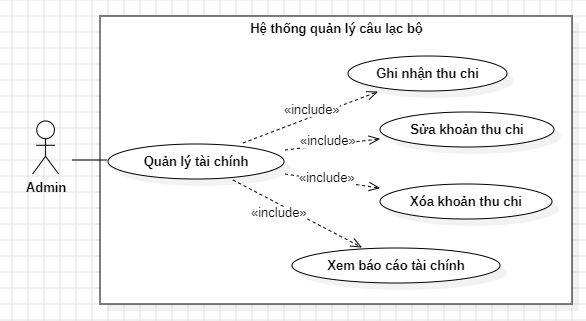 Hệ thống quản lý câu lạc bộ
Ghi nhận thu chi
«include»
Sửa khoản thu chi
«include»
Quản lý tài chính
Admin
«include»
Xóa khoản thu chi
«include»
Xem báo cáo tài chính